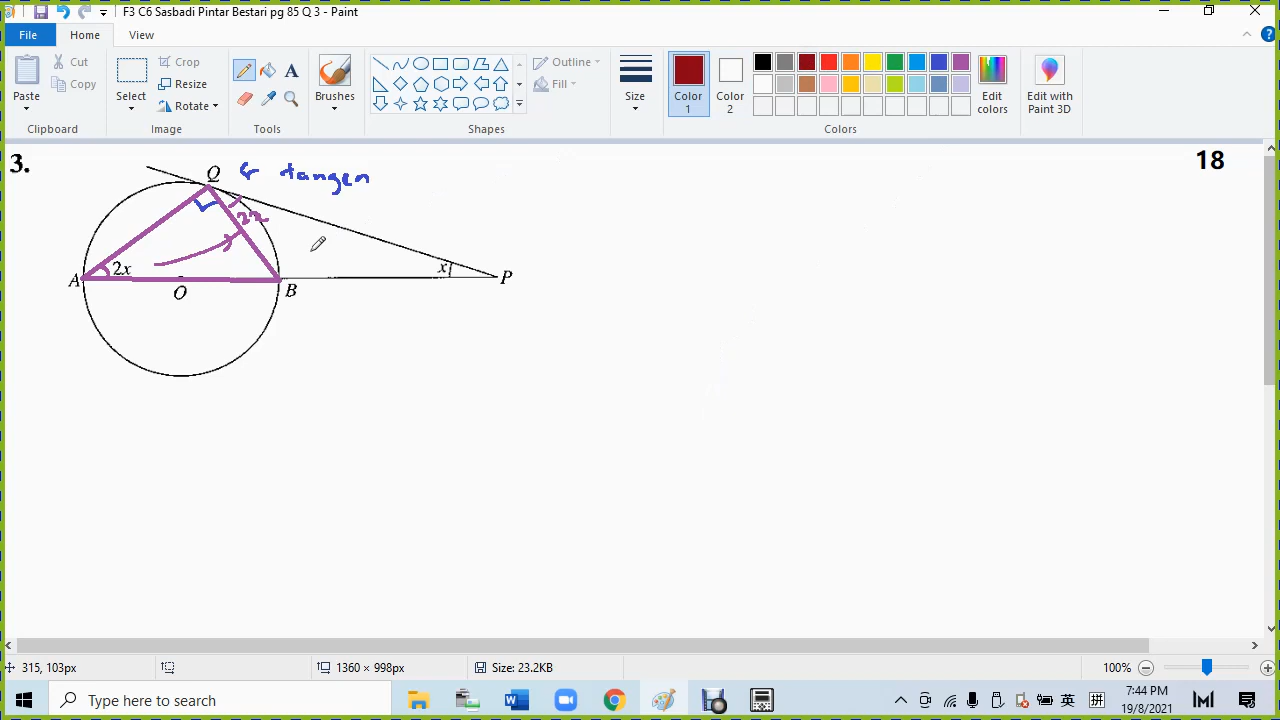 F3 C6 Sasbadi Pintar Bestari pg 85 Q 3 - Paint
File Home View
Paste Cut Copy Clipboard
Select Crop Resize Rotate Image
Tools
Brushes
Outline Fill Shapes
Size
Color 1 Color 2 Edit colors Edit with Paint 3D Colors
3. 18
Q tangen
2x
A 2x x P
O B
315, 103px 1360 × 998px Size: 23.2KB 100%
Type here to search 英 拼 7:44 PM
19/8/2021